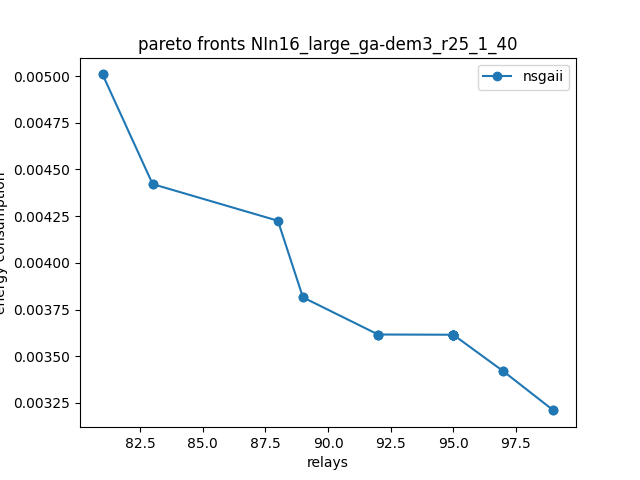 pareto fronts NIn16_large_ga-dem3_r25_1_40
nsgaii
0.00500
0.00475
0.00450
0.00425
0.00400
0.00375
0.00350
0.00325
energy consumption
82.5 85.0 87.5 90.0 92.5 95.0 97.5
relays